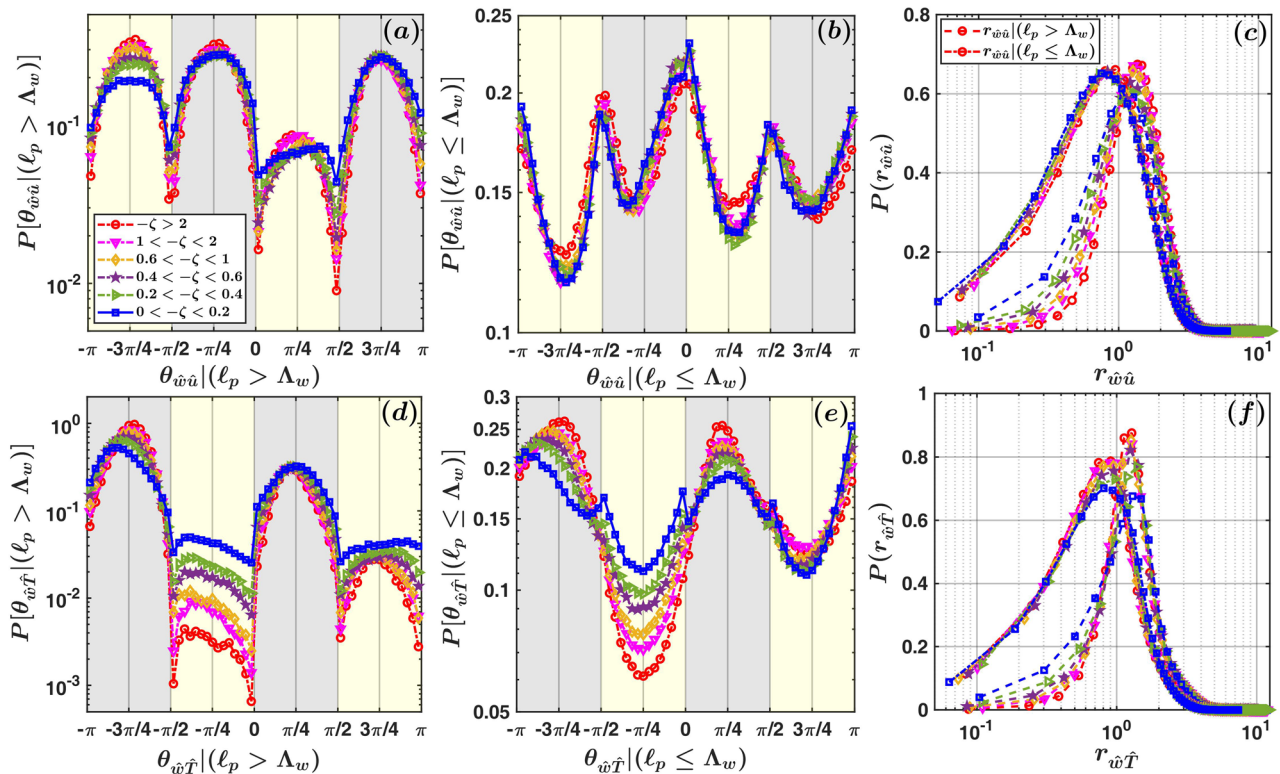 (a)
P[θ_{ŵû}|(ℓ_p > Λ_w)]
10^{-1}
10^{-2}
−ζ > 2
1 < −ζ < 2
0.6 < −ζ < 1
0.4 < −ζ < 0.6
0.2 < −ζ < 0.4
0 < −ζ < 0.2
-π -3π/4 -π/2 -π/4 0 π/4 π/2 3π/4 π
θ_{ŵû}|(ℓ_p > Λ_w)
(b)
P[θ_{ŵû}|(ℓ_p ≤ Λ_w)]
0.25
0.2
0.15
0.1
-π -3π/4 -π/2 -π/4 0 π/4 π/2 3π/4 π
θ_{ŵû}|(ℓ_p ≤ Λ_w)
(c)
P(r_{ŵû})
r_{ŵû}|(ℓ_p > Λ_w)
r_{ŵû}|(ℓ_p ≤ Λ_w)
0.8
0.6
0.4
0.2
0
10^{-1} 10^0 10^1
r_{ŵû}
(d)
P[θ_{ŵT̂}|(ℓ_p > Λ_w)]
10^0
10^{-1}
10^{-2}
10^{-3}
-π -3π/4 -π/2 -π/4 0 π/4 π/2 3π/4 π
θ_{ŵT̂}|(ℓ_p > Λ_w)
(e)
P[θ_{ŵT̂}|(ℓ_p ≤ Λ_w)]
0.3
0.25
0.2
0.15
0.1
0.05
-π -3π/4 -π/2 -π/4 0 π/4 π/2 3π/4 π
θ_{ŵT̂}|(ℓ_p ≤ Λ_w)
(f)
P(r_{ŵT̂})
1
0.8
0.6
0.4
0.2
0
10^{-1} 10^0 10^1
r_{ŵT̂}